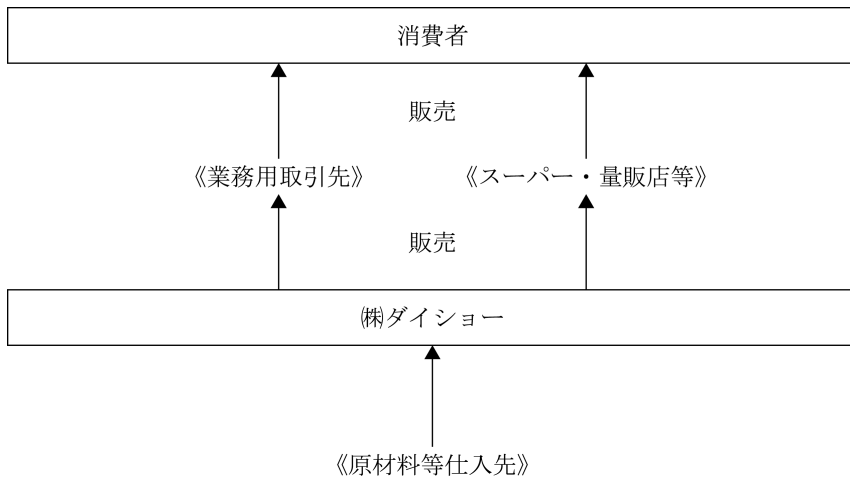 消費者
販売
《業務用取引先》
《スーパー・量販店等》
販売
㈱ダイショー
《原材料等仕入先》